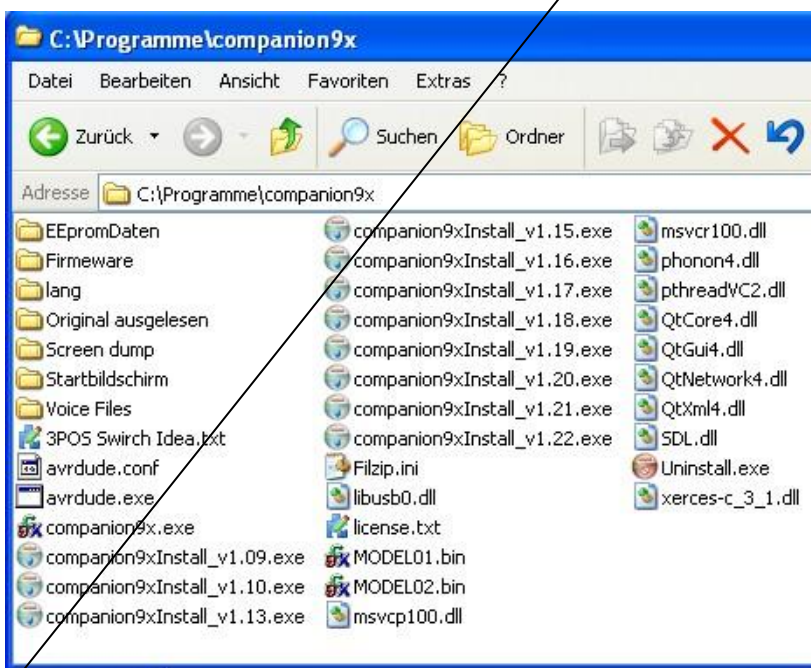 C:\Programme\companion9x
Datei Bearbeiten Ansicht Favoriten Extras ?
Zurück Suchen Ordner
Adresse C:\Programme\companion9x
EEpromDaten
Firmeware
lang
Original ausgelesen
Screen dump
Startbildschirm
Voice Files
3POS Swirch Idea.txt
avrdude.conf
avrdude.exe
companion9x.exe
companion9xInstall_v1.09.exe
companion9xInstall_v1.10.exe
companion9xInstall_v1.13.exe
companion9xInstall_v1.15.exe
companion9xInstall_v1.16.exe
companion9xInstall_v1.17.exe
companion9xInstall_v1.18.exe
companion9xInstall_v1.19.exe
companion9xInstall_v1.20.exe
companion9xInstall_v1.21.exe
companion9xInstall_v1.22.exe
Filzip.ini
libusb0.dll
license.txt
MODEL01.bin
MODEL02.bin
msvcp100.dll
msvcr100.dll
phonon4.dll
pthreadVC2.dll
QtCore4.dll
QtGui4.dll
QtNetwork4.dll
QtXml4.dll
SDL.dll
Uninstall.exe
xerces-c_3_1.dll